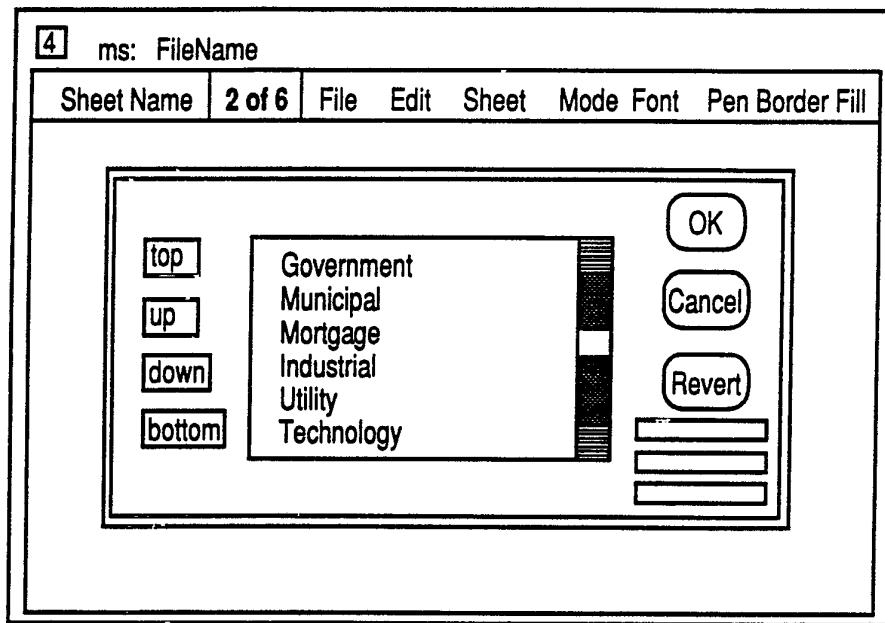 4 ms: FileName
Sheet Name 2 of 6 File Edit Sheet Mode Font Pen Border Fill
top
up
down
bottom
Government
Municipal
Mortgage
Industrial
Utility
Technology
OK
Cancel
Revert